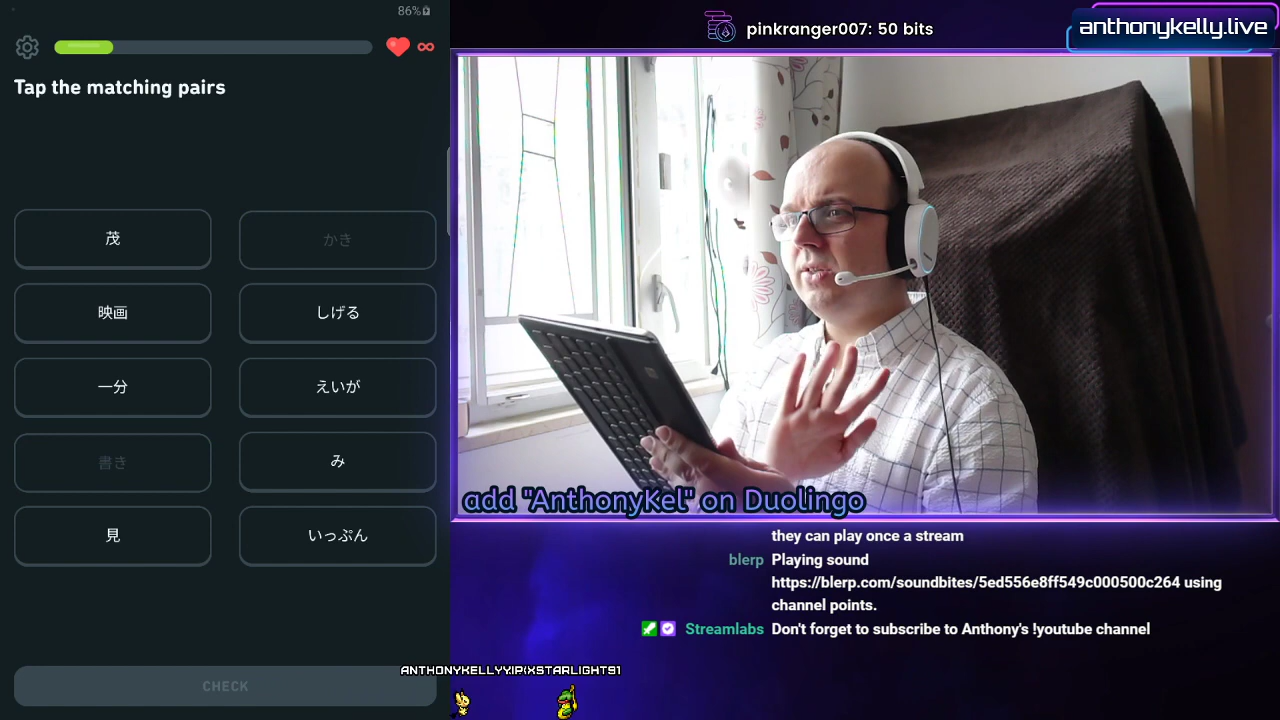 86%
∞
Tap the matching pairs
茂
かき
映画
しげる
一分
えいが
書き
み
見
いっぷん
CHECK
pinkranger007: 50 bits
anthonykelly.live
add "AnthonyKel" on Duolingo
they can play once a stream
blerp Playing sound
https://blerp.com/soundbites/5ed556e8ff549c000500c264 using
channel points.
Streamlabs Don't forget to subscribe to Anthony's !youtube channel